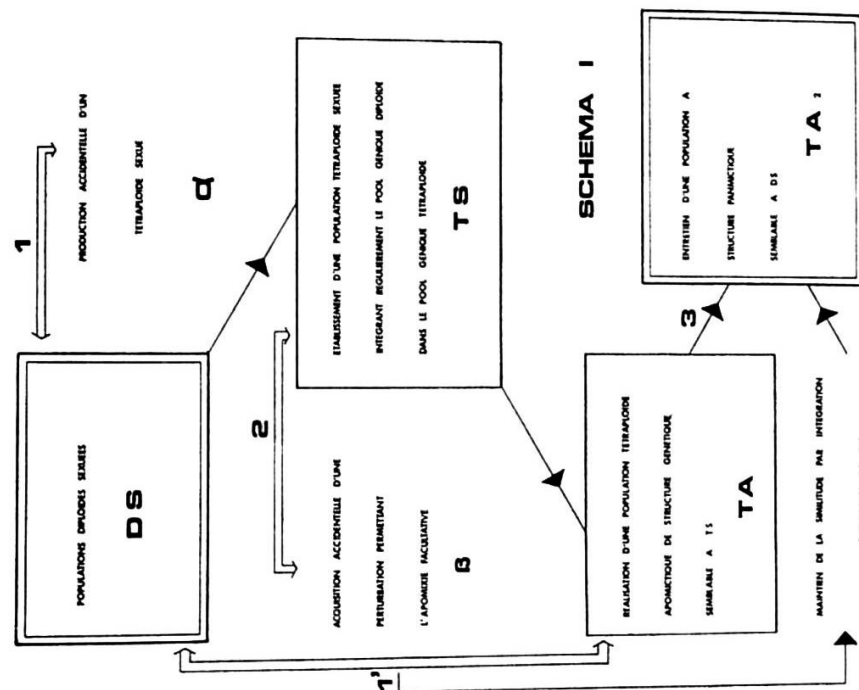 1
PRODUCTION ACCIDENTELLE D'UN
TETRAPLOIDE SEXUE
α
POPULATIONS DIPLOIDES SEXUEES
DS
2
ETABLISSEMENT D'UNE POPULATION TETRAPLOIDE SEXUEE
INTEGRANT REGULIEREMENT LE POOL GENIQUE DIPLOIDE
DANS LE POOL GENIQUE TETRAPLOIDE
TS
ACQUISITION ACCIDENTELLE D'UNE
PERTURBATION PERMETTANT
L'APOMIXIE FACULTATIVE
β
1'
SCHEMA I
REALISATION D'UNE POPULATION TETRAPLOIDE
APOMICTIQUE DE STRUCTURE GENETIQUE
SEMBLABLE A TS
TA
3
ENTRETIEN D'UNE POPULATION A
STRUCTURE PANMICTIQUE
SEMBLABLE A DS
TA 2
MAINTIEN DE LA SIMILITUDE PAR INTEGRATION